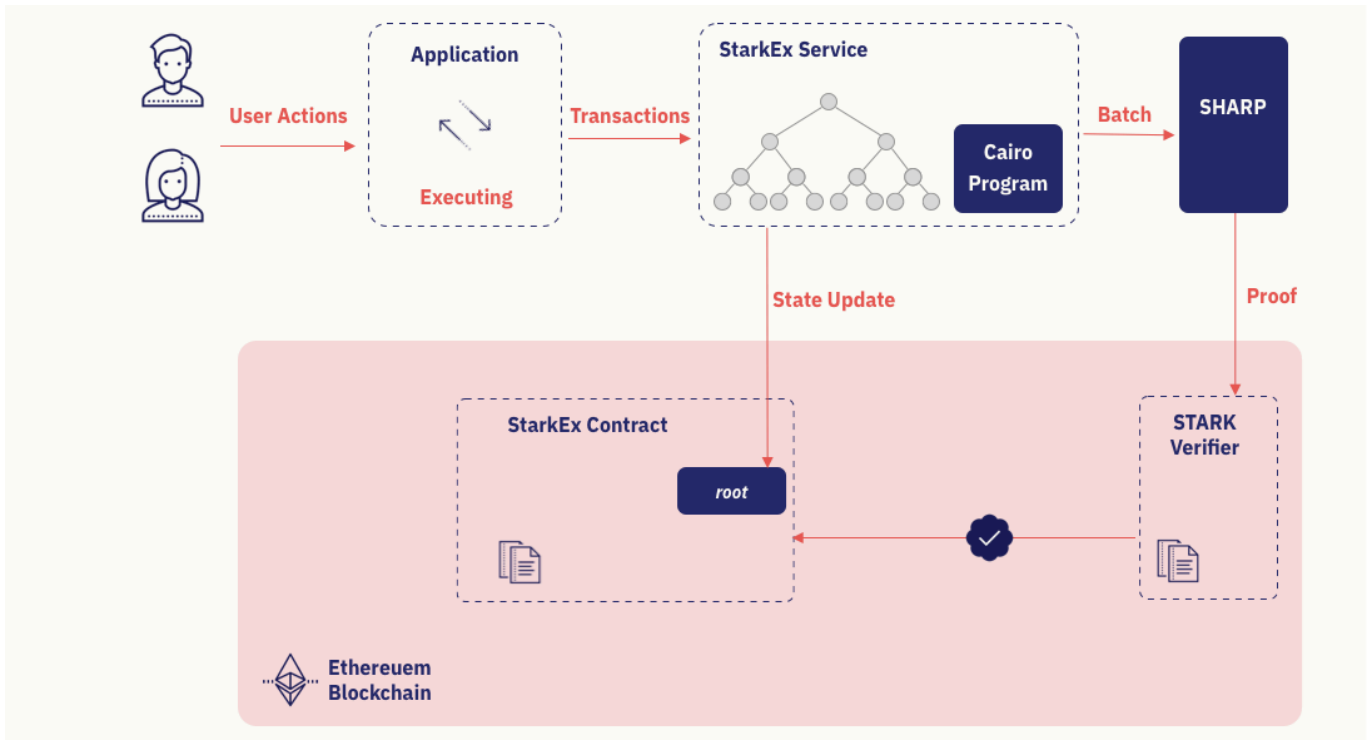 Application
StarkEx Service
User Actions
Transactions
Batch
SHARP
Cairo
Program
Executing
State Update
Proof
StarkEx Contract
STARK
Verifier
root
Ethereuem
Blockchain